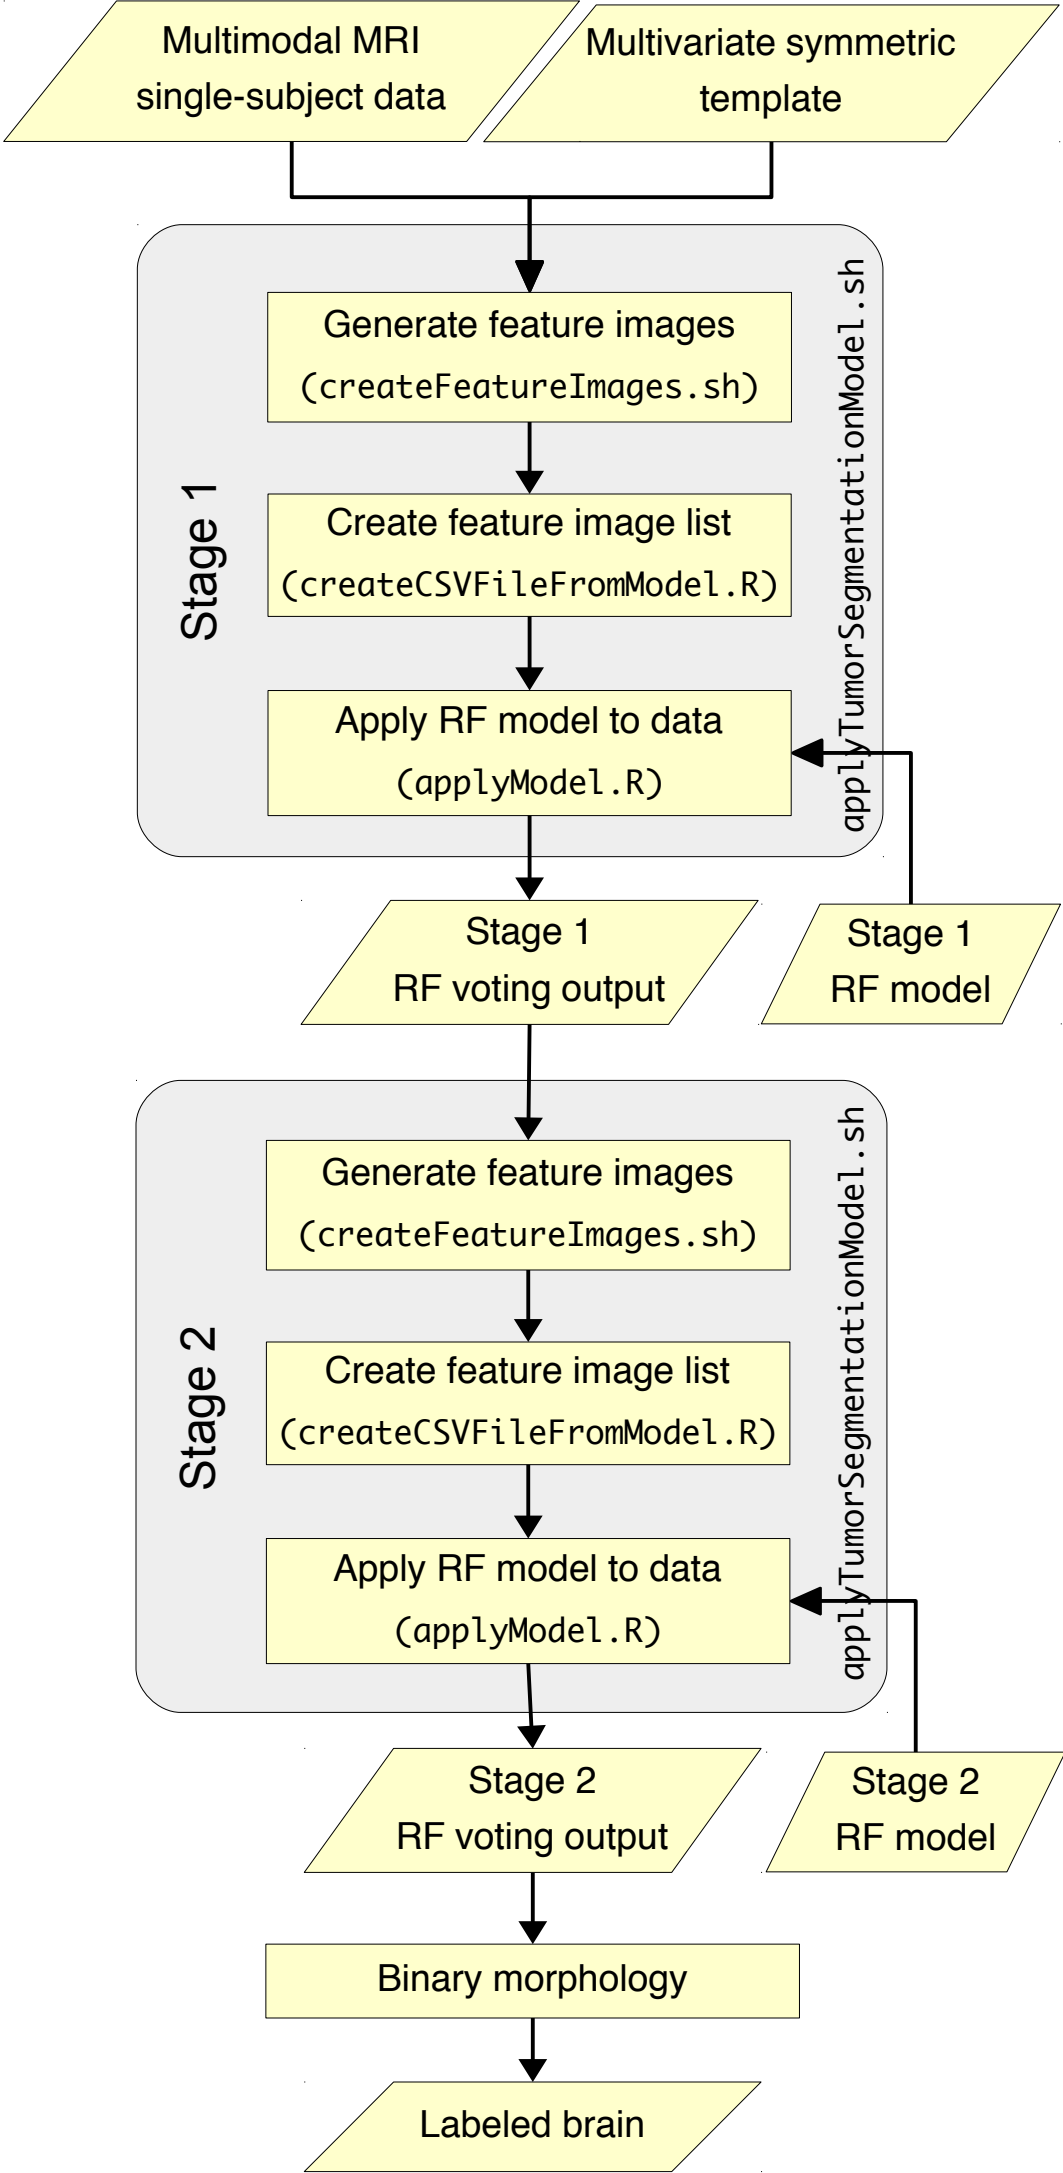 Multimodal MRI
single-subject data
Multivariate symmetric
template
Stage 1
applyTumorSegmentationModel.sh
Generate feature images
(createFeatureImages.sh)
Create feature image list
(createCSVFileFromModel.R)
Apply RF model to data
(applyModel.R)
Stage 1
RF voting output
Stage 1
RF model
Stage 2
applyTumorSegmentationModel.sh
Generate feature images
(createFeatureImages.sh)
Create feature image list
(createCSVFileFromModel.R)
Apply RF model to data
(applyModel.R)
Stage 2
RF voting output
Stage 2
RF model
Binary morphology
Labeled brain